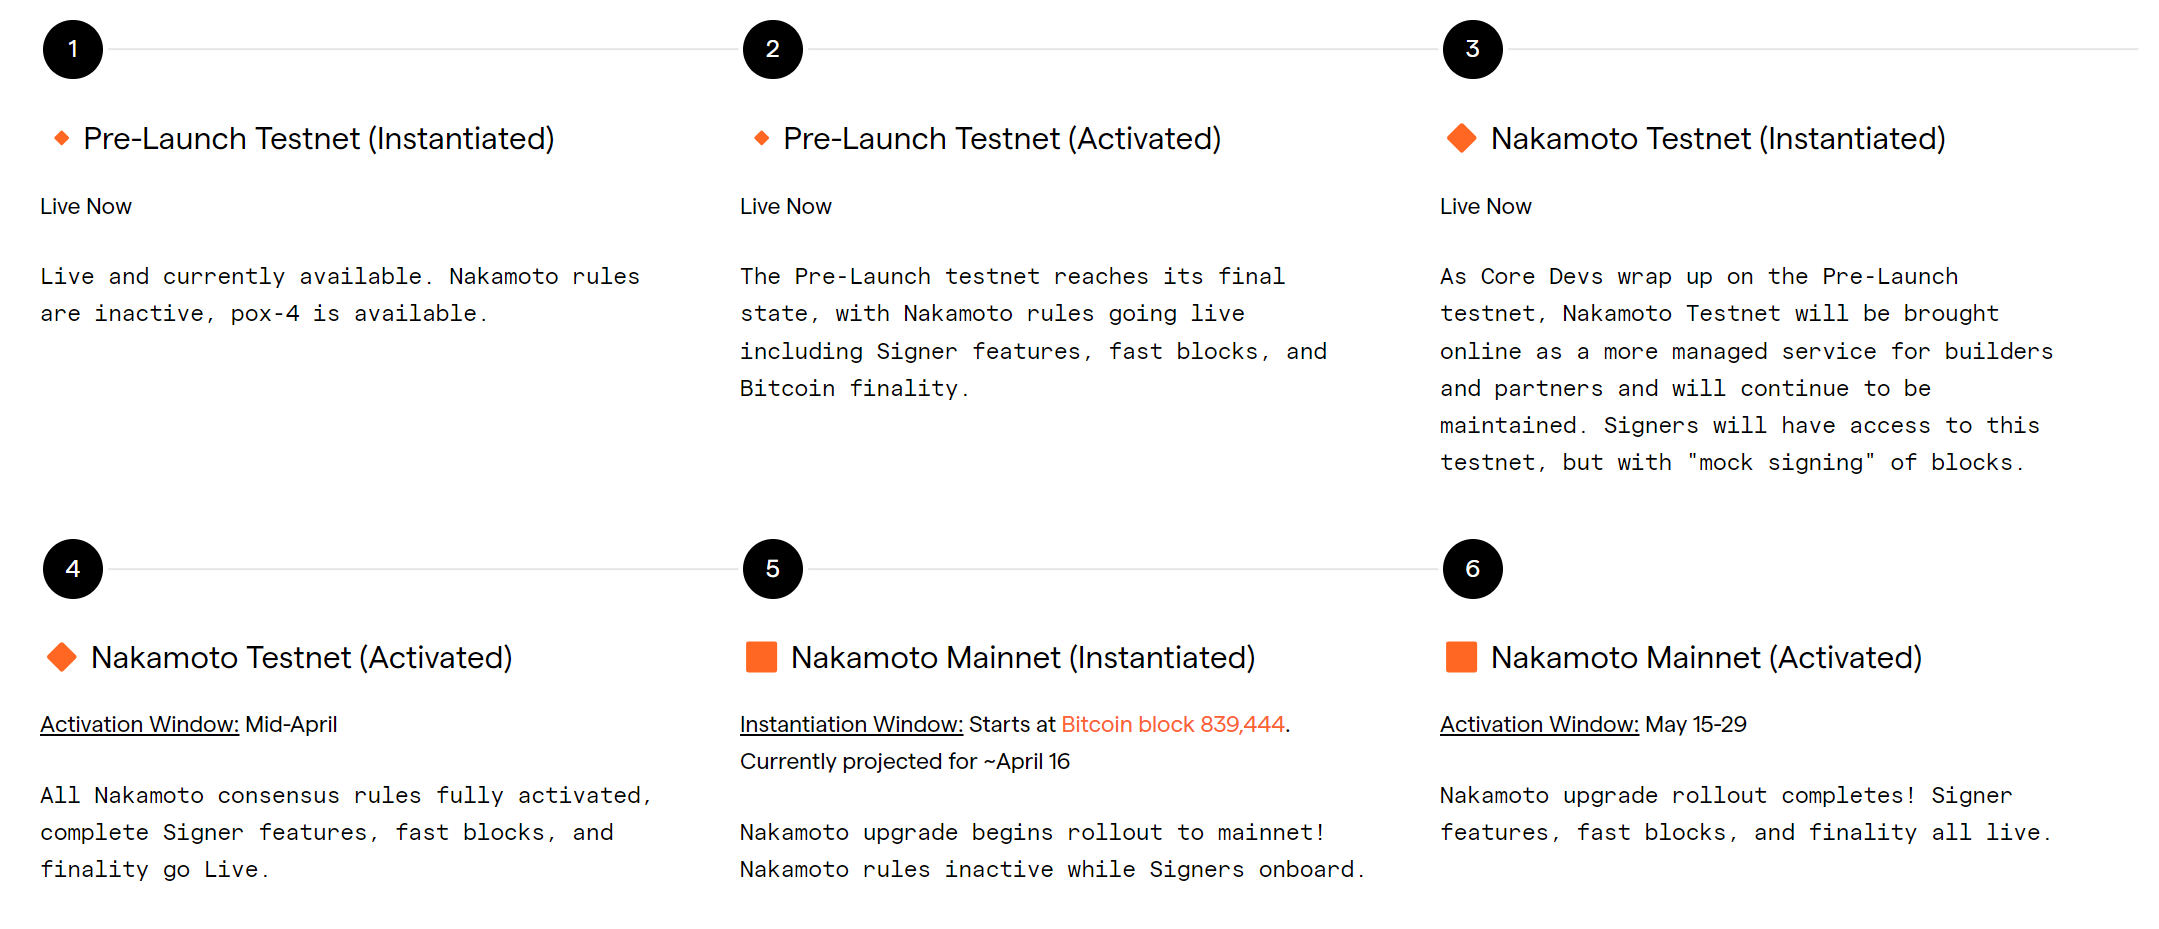 1
Pre-Launch Testnet (Instantiated)
Live Now
Live and currently available. Nakamoto rules
are inactive, pox-4 is available.
2
Pre-Launch Testnet (Activated)
Live Now
The Pre-Launch testnet reaches its final
state, with Nakamoto rules going live
including Signer features, fast blocks, and
Bitcoin finality.
3
Nakamoto Testnet (Instantiated)
Live Now
As Core Devs wrap up on the Pre-Launch
testnet, Nakamoto Testnet will be brought
online as a more managed service for builders
and partners and will continue to be
maintained. Signers will have access to this
testnet, but with "mock signing" of blocks.
4
Nakamoto Testnet (Activated)
Activation Window: Mid-April
All Nakamoto consensus rules fully activated,
complete Signer features, fast blocks, and
finality go Live.
5
Nakamoto Mainnet (Instantiated)
Instantiation Window: Starts at Bitcoin block 839,444.
Currently projected for ~April 16
Nakamoto upgrade begins rollout to mainnet!
Nakamoto rules inactive while Signers onboard.
6
Nakamoto Mainnet (Activated)
Activation Window: May 15-29
Nakamoto upgrade rollout completes! Signer
features, fast blocks, and finality all live.